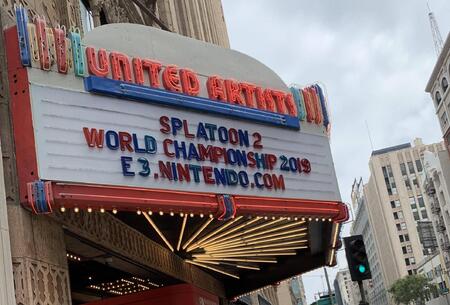 UNITED ARTISTS
SPLATOON 2
WORLD CHAMPIONSHIP 2019
E3.NINTENDO.COM